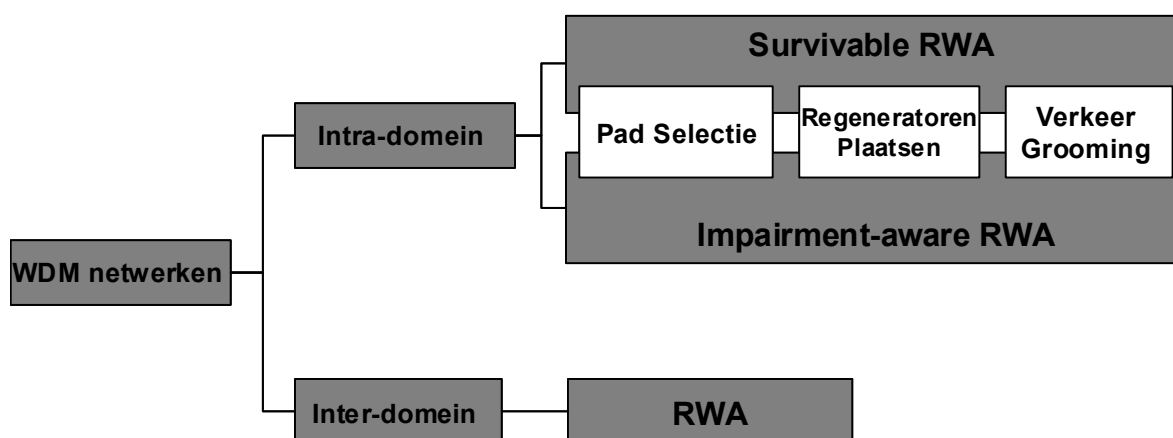 Survivable RWA
Pad Selectie
Regeneratoren
Plaatsen
Verkeer
Grooming
Intra-domein
Impairment-aware RWA
WDM netwerken
Inter-domein
RWA